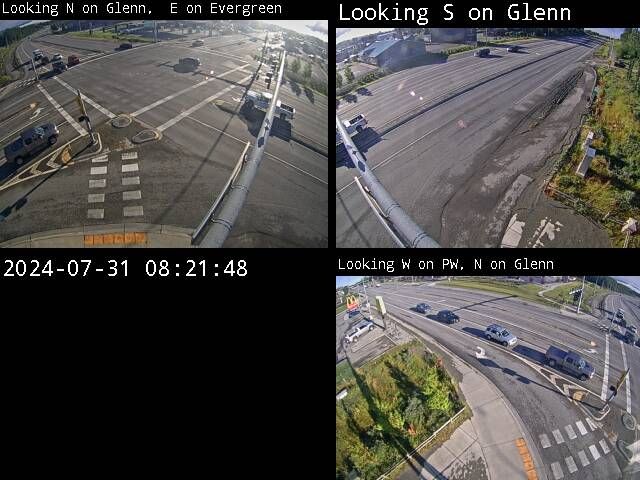 Looking N on Glenn,  E on Evergreen
Looking S on Glenn
2024-07-31 08:21:48
Looking W on PW, N on Glenn